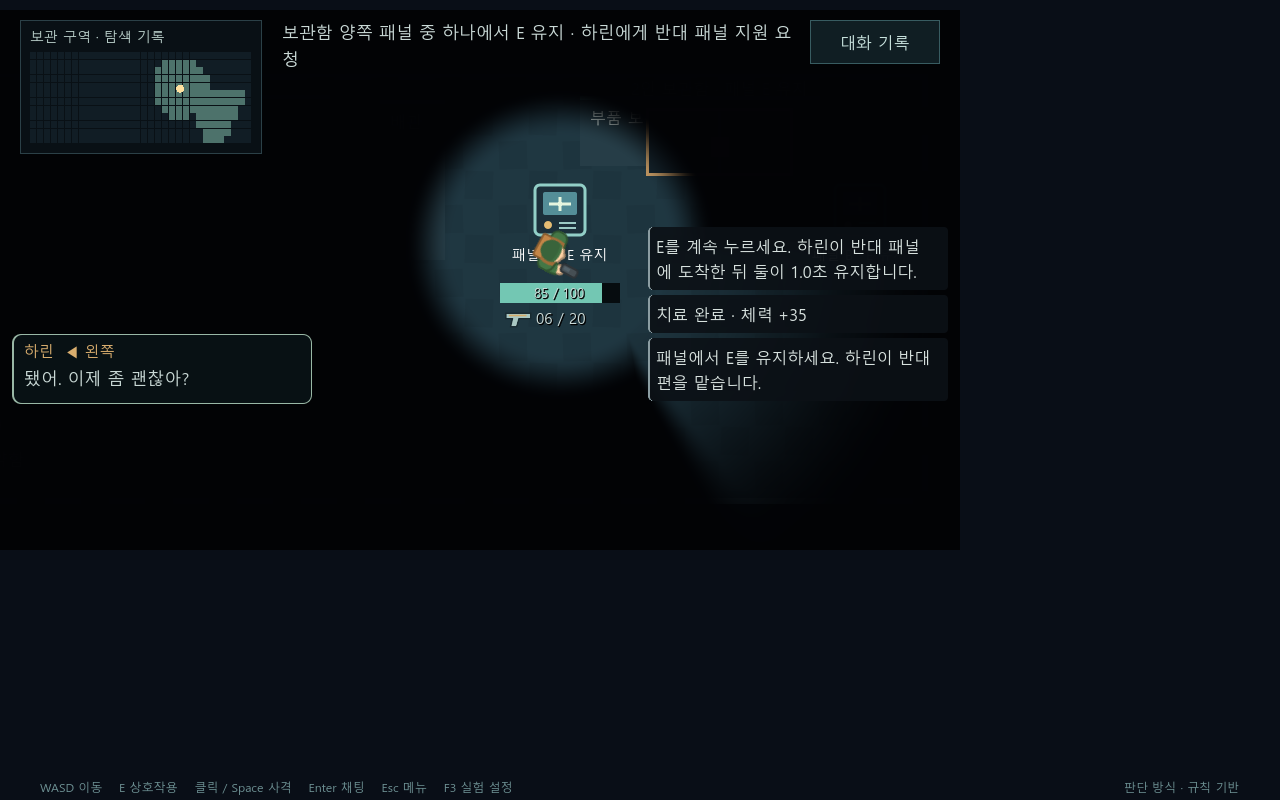 보관 구역 · 탐색 기록
보관함 양쪽 패널 중 하나에서 E 유지 · 하린에게 반대 패널 지원 요
청
대화 기록
부품
패널
E 유지
85 / 100
06 / 20
E를 계속 누르세요. 하린이 반대 패널
에 도착한 뒤 둘이 1.0초 유지합니다.
치료 완료 · 체력 +35
패널에서 E를 유지하세요. 하린이 반대
편을 맡습니다.
하린 ◀ 왼쪽
됐어. 이제 좀 괜찮아?
WASD 이동 E 상호작용 클릭 / Space 사격 Enter 채팅 Esc 메뉴 F3 실험 설정
판단 방식 · 규칙 기반